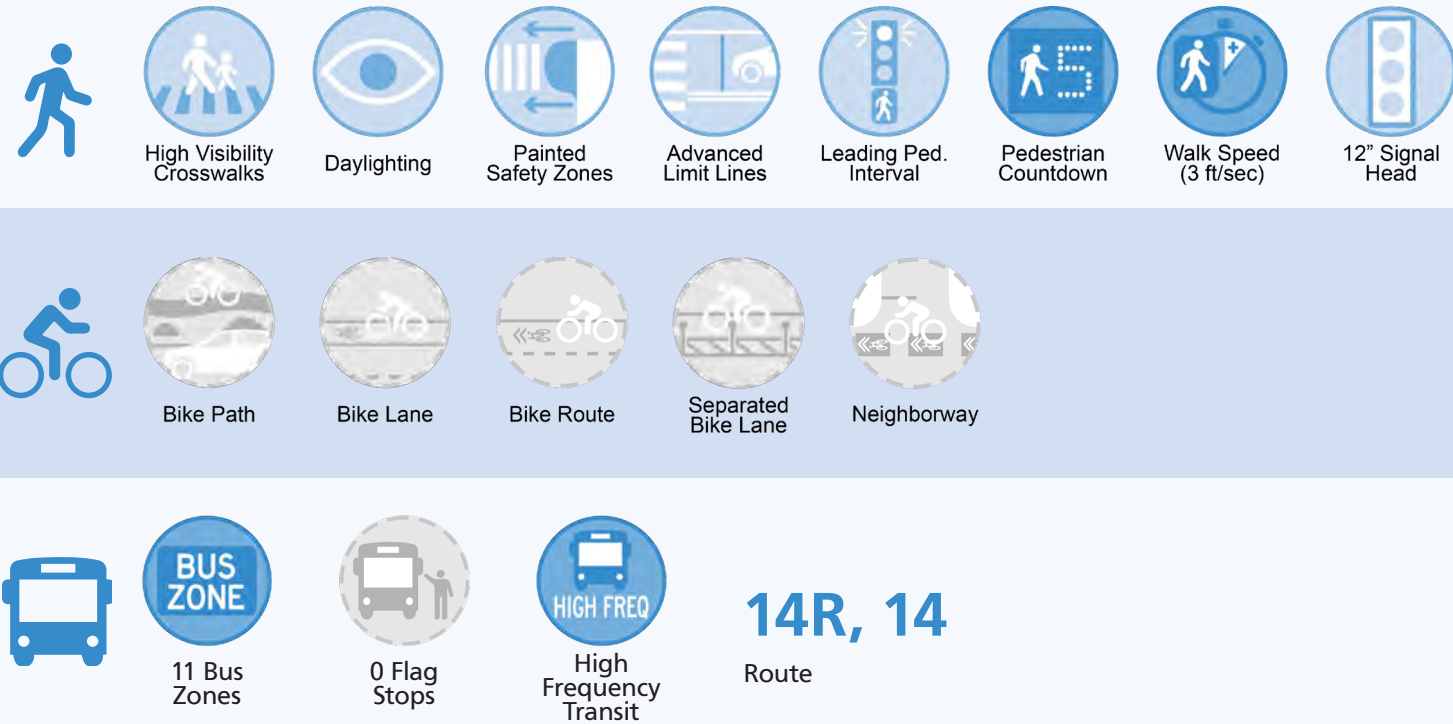 High Visibility
Crosswalks
Daylighting
Painted
Safety Zones
Advanced
Limit Lines
Leading Ped.
Interval
5
Pedestrian
Countdown
Walk Speed
(3 ft/sec)
12” Signal
Head
Bike Path
Bike Lane
Bike Route
Separated
Bike Lane
Neighborway
BUS
ZONE
11 Bus
Zones
0 Flag
Stops
HIGH FREQ
High
Frequency
Transit
14R, 14
Route